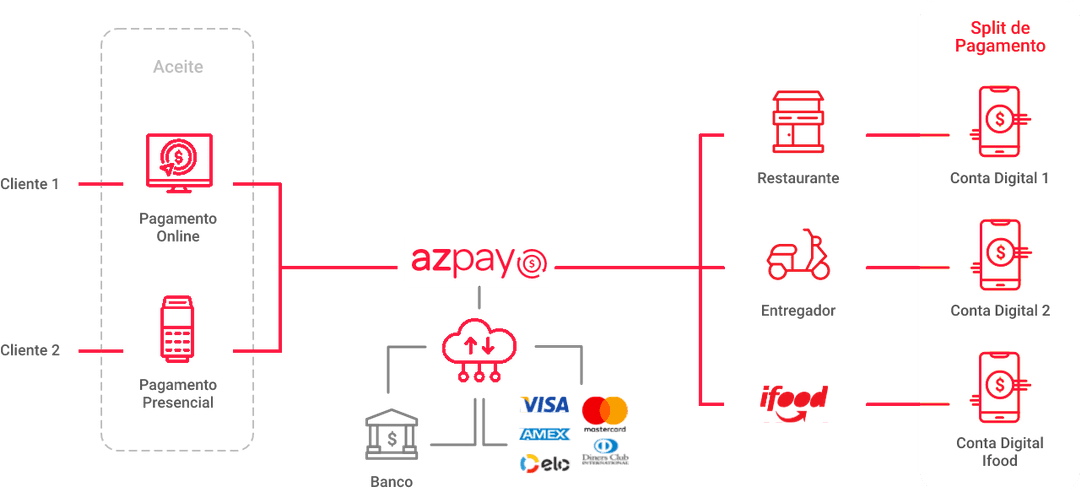 Aceite
Cliente 1
Pagamento
Online
Cliente 2
Pagamento
Presencial
azpay
Banco
VISA
AMEX
elo
mastercard
Diners Club
INTERNATIONAL
Restaurante
Entregador
ifood
Split de
Pagamento
Conta Digital 1
Conta Digital 2
Conta Digital
Ifood